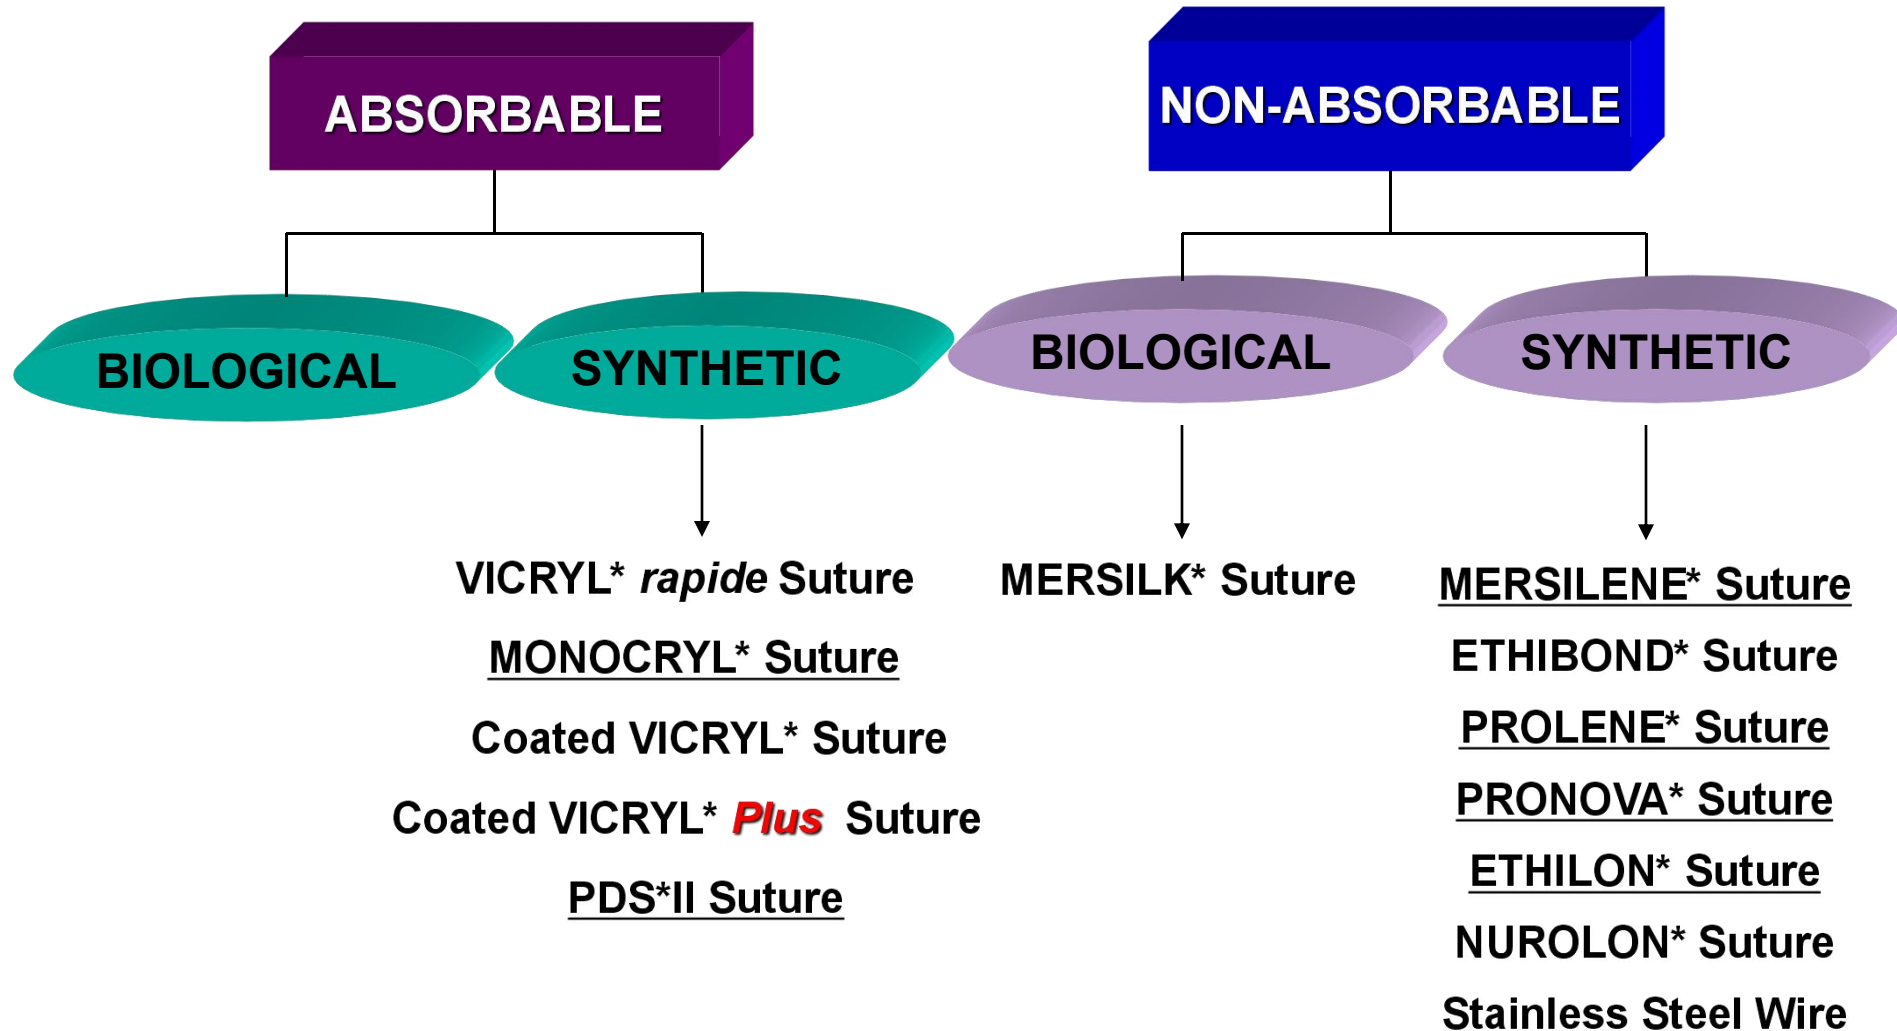 ABSORBABLE
NON-ABSORBABLE
BIOLOGICAL
SYNTHETIC
BIOLOGICAL
SYNTHETIC
VICRYL* rapide Suture
MONOCRYL* Suture
Coated VICRYL* Suture
Coated VICRYL* Plus Suture
PDS*II Suture
MERSILK* Suture
MERSILENE* Suture
ETHIBOND* Suture
PROLENE* Suture
PRONOVA* Suture
ETHILON* Suture
NUROLON* Suture
Stainless Steel Wire